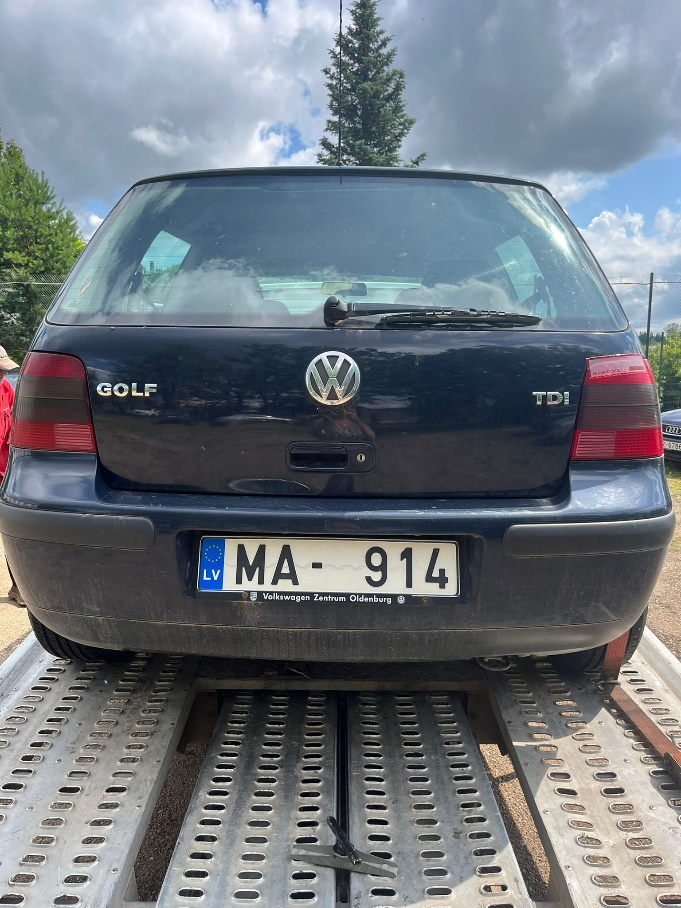 GOLF
TDI
LV
MA - 914
Volkswagen Zentrum Oldenburg